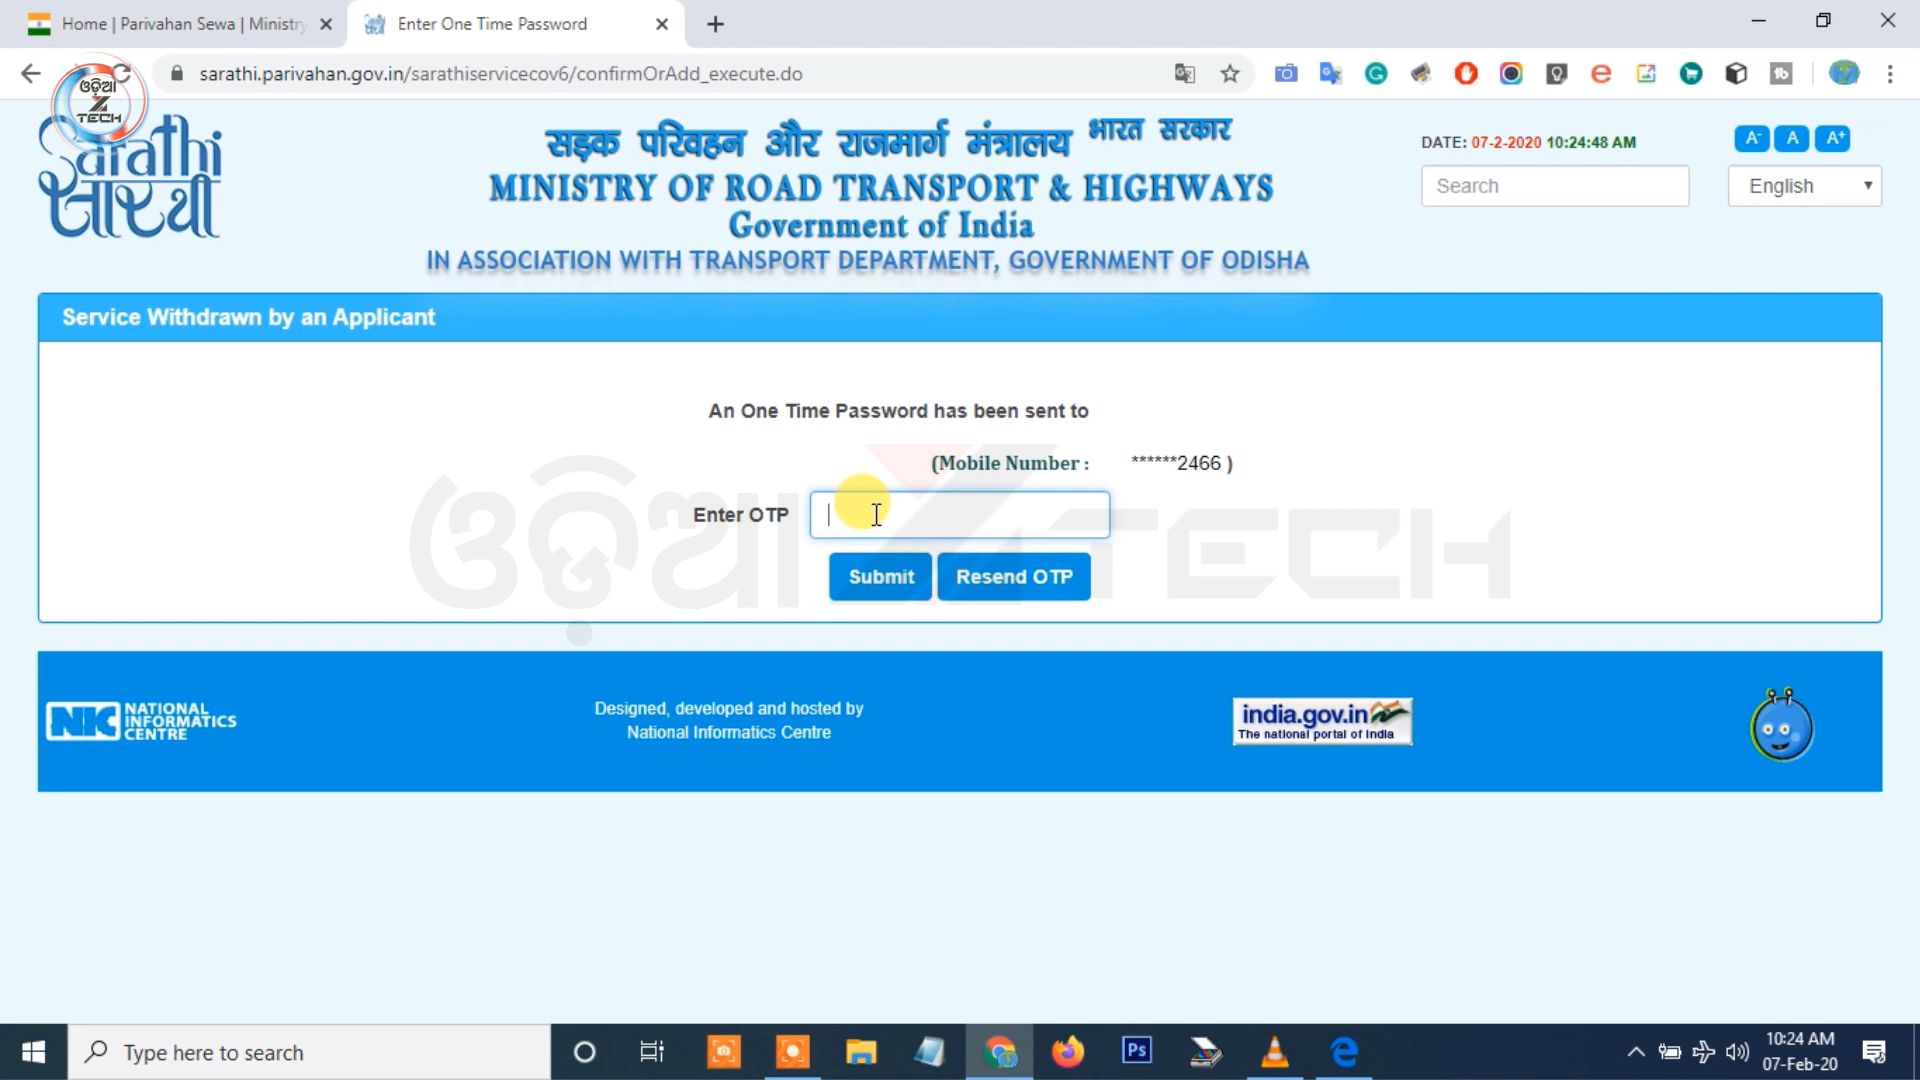 Home | Parivahan Sewa | Ministry
Enter One Time Password
sarathi.parivahan.gov.in/sarathiservicecov6/confirmOrAdd_execute.do
ଓଡ଼ିଆ
Z
TECH
Sarathi
सारथी
सड़क परिवहन और राजमार्ग मंत्रालय भारत सरकार
MINISTRY OF ROAD TRANSPORT & HIGHWAYS
Government of India
IN ASSOCIATION WITH TRANSPORT DEPARTMENT, GOVERNMENT OF ODISHA
DATE: 07-2-2020 10:24:48 AM
A- A A+
Search
English
Service Withdrawn by an Applicant
An One Time Password has been sent to
(Mobile Number : ******2466 )
Enter OTP
Submit Resend OTP
ଓଡ଼ିଆ Z TECH
NIC NATIONAL INFORMATICS CENTRE
Designed, developed and hosted by
National Informatics Centre
india.gov.in
The national portal of India
Type here to search
Ps
10:24 AM
07-Feb-20